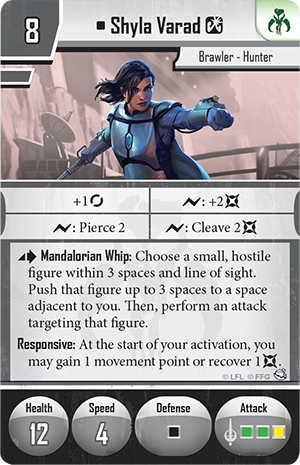 8
Shyla Varad
Brawler - Hunter
+1
: +2
: Pierce 2
: Cleave 2
Mandalorian Whip: Choose a small, hostile
figure within 3 spaces and line of sight.
Push that figure up to 3 spaces to a space
adjacent to you. Then, perform an attack
targeting that figure.
Responsive: At the start of your activation, you
may gain 1 movement point or recover 1 .
© LFL © FFG
Health Speed Defense Attack
12 4